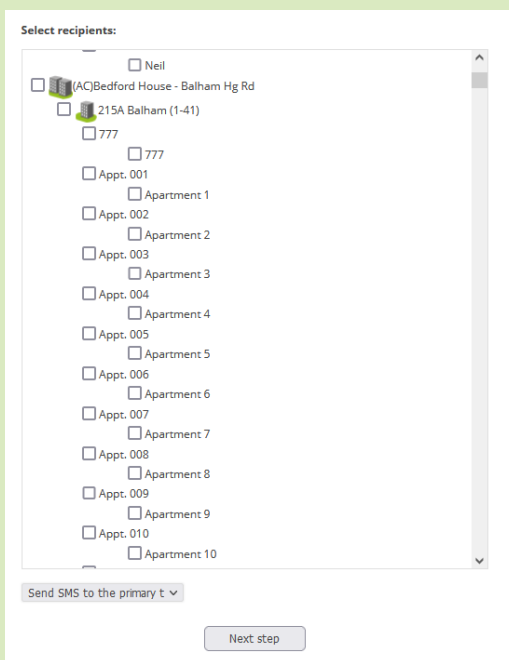 Select recipients:
Neil
(AC)Bedford House - Balham Hg Rd
215A Balham (1-41)
777
777
Appt. 001
Apartment 1
Appt. 002
Apartment 2
Appt. 003
Apartment 3
Appt. 004
Apartment 4
Appt. 005
Apartment 5
Appt. 006
Apartment 6
Appt. 007
Apartment 7
Appt. 008
Apartment 8
Appt. 009
Apartment 9
Appt. 010
Apartment 10
Send SMS to the primary t
Next step